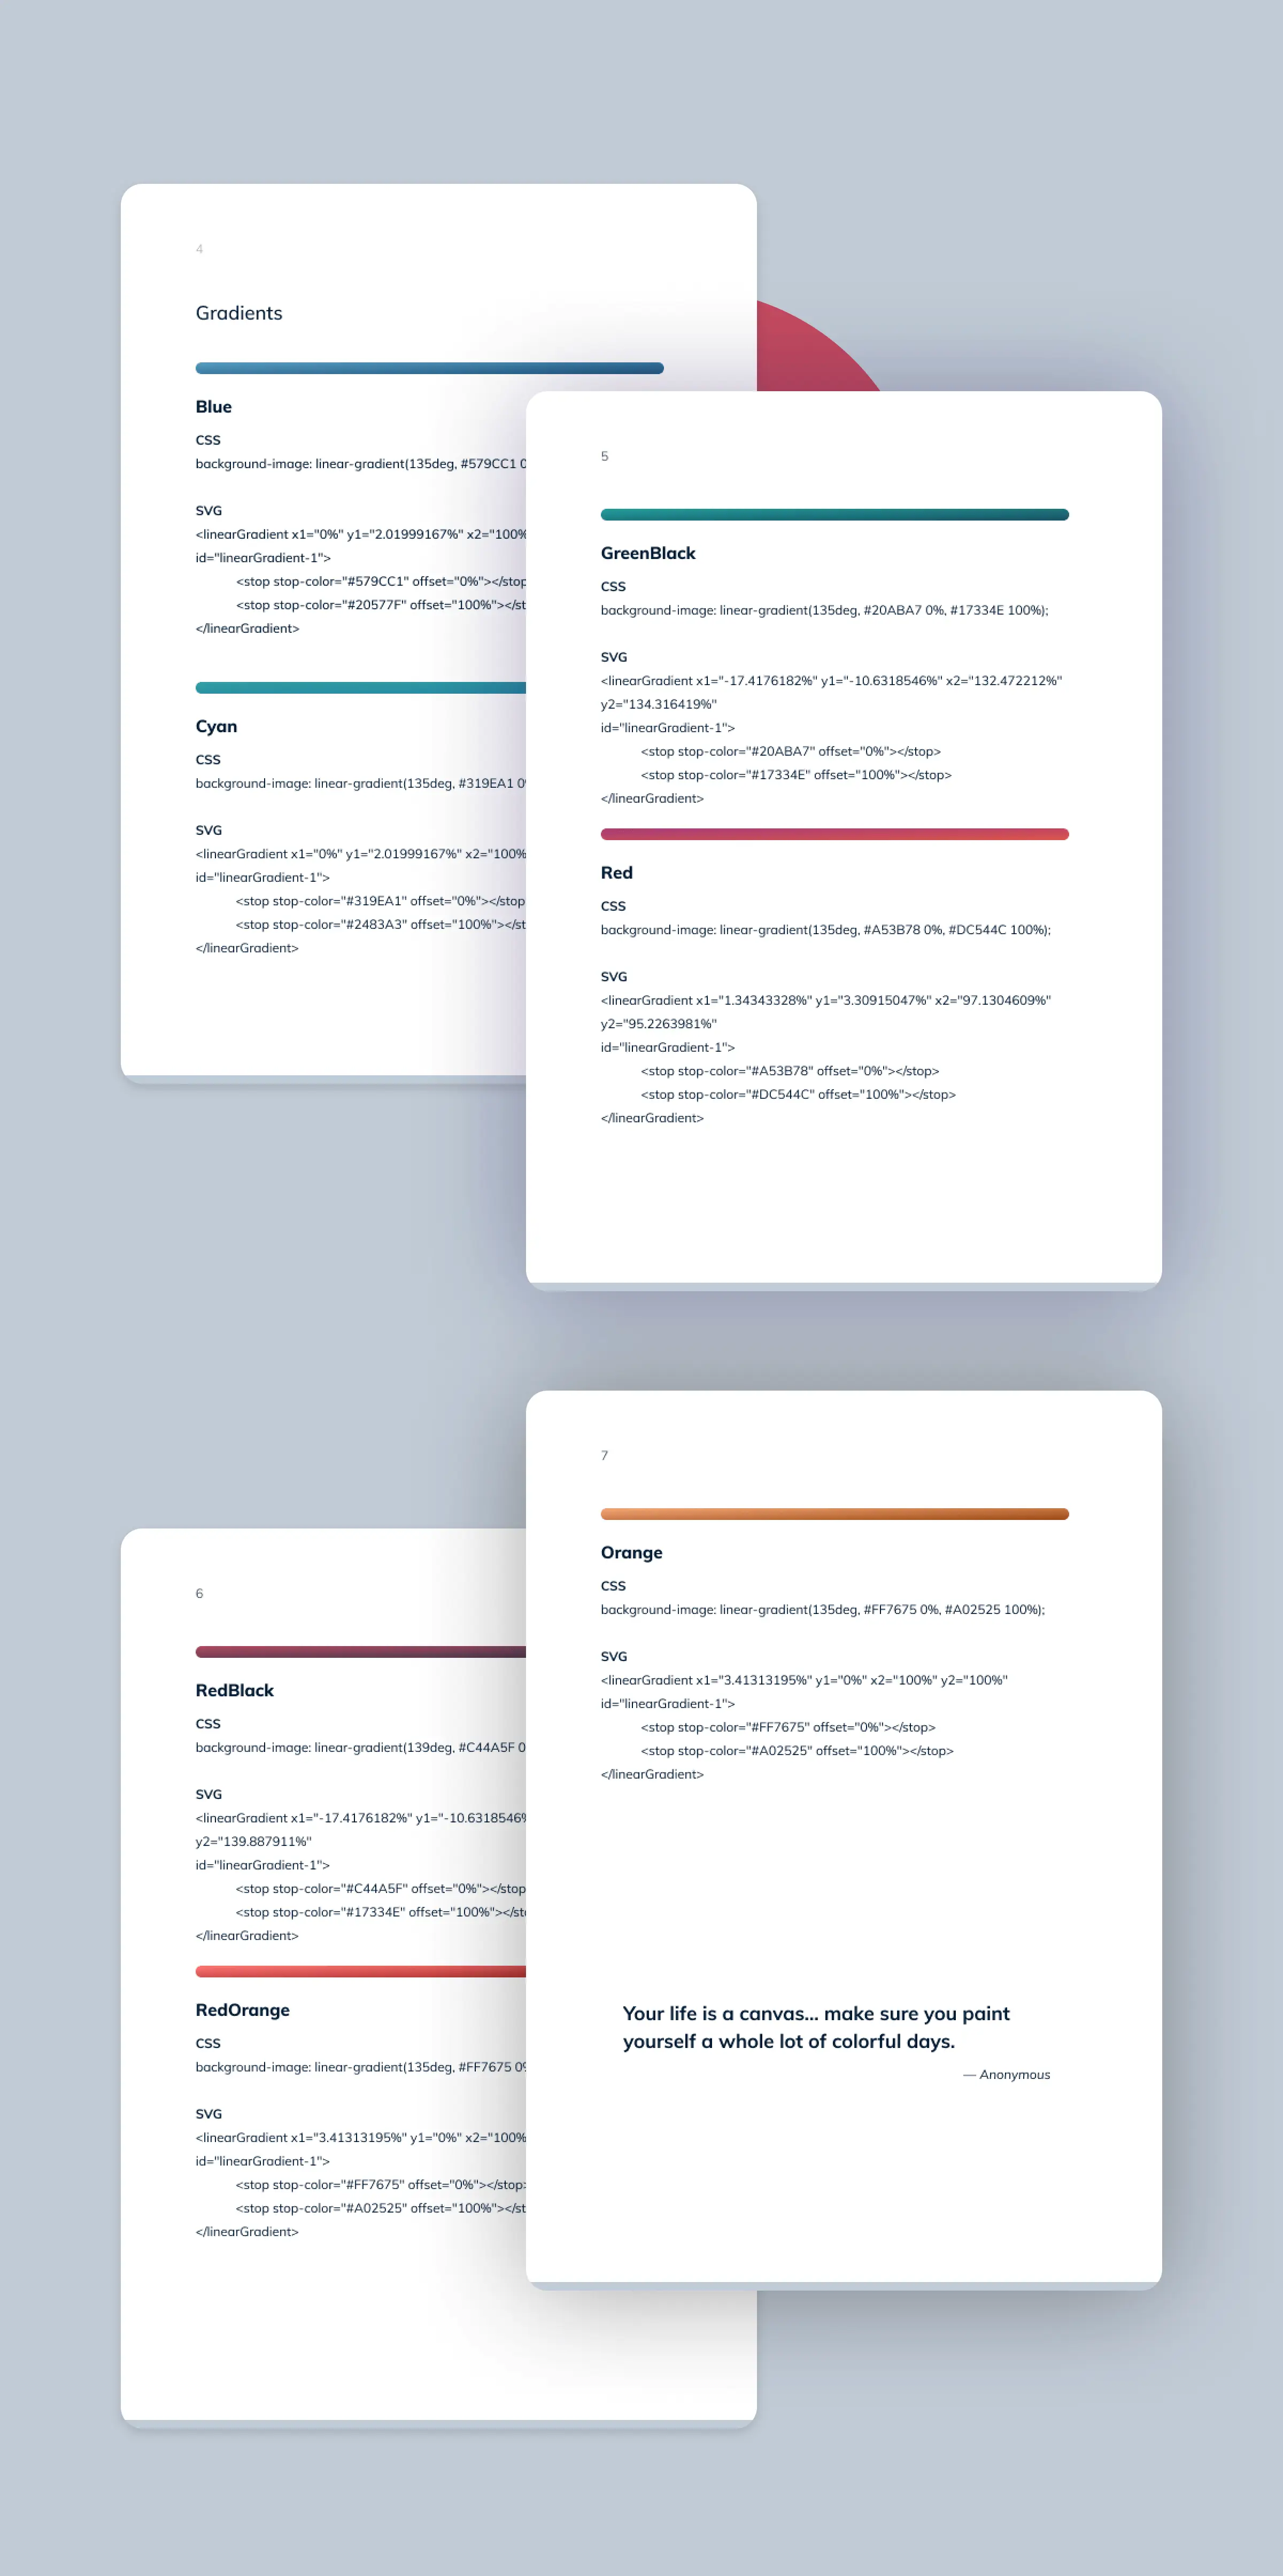 4
Gradients
Blue
CSS
background-image: linear-gradient(135deg, #579CC1 0
SVG
<linearGradient x1="0%" y1="2.01999167%" x2="100%
id="linearGradient-1">
<stop stop-color="#579CC1" offset="0%"></stop
<stop stop-color="#20577F" offset="100%"></st
</linearGradient>
Cyan
CSS
background-image: linear-gradient(135deg, #319EA1 0%
SVG
<linearGradient x1="0%" y1="2.01999167%" x2="100%
id="linearGradient-1">
<stop stop-color="#319EA1" offset="0%"></stop
<stop stop-color="#2483A3" offset="100%"></st
</linearGradient>
5
GreenBlack
CSS
background-image: linear-gradient(135deg, #20ABA7 0%, #17334E 100%);
SVG
<linearGradient x1="-17.4176182%" y1="-10.6318546%" x2="132.472212%"
y2="134.316419%"
id="linearGradient-1">
<stop stop-color="#20ABA7" offset="0%"></stop>
<stop stop-color="#17334E" offset="100%"></stop>
</linearGradient>
Red
CSS
background-image: linear-gradient(135deg, #A53B78 0%, #DC544C 100%);
SVG
<linearGradient x1="1.34343328%" y1="3.30915047%" x2="97.1304609%"
y2="95.2263981%"
id="linearGradient-1">
<stop stop-color="#A53B78" offset="0%"></stop>
<stop stop-color="#DC544C" offset="100%"></stop>
</linearGradient>
6
RedBlack
CSS
background-image: linear-gradient(139deg, #C44A5F 0
SVG
<linearGradient x1="-17.4176182%" y1="-10.6318546%
y2="139.887911%"
id="linearGradient-1">
<stop stop-color="#C44A5F" offset="0%"></stop
<stop stop-color="#17334E" offset="100%"></sto
</linearGradient>
RedOrange
CSS
background-image: linear-gradient(135deg, #FF7675 0%
SVG
<linearGradient x1="3.41313195%" y1="0%" x2="100%
id="linearGradient-1">
<stop stop-color="#FF7675" offset="0%"></stop>
<stop stop-color="#A02525" offset="100%"></st
</linearGradient>
7
Orange
CSS
background-image: linear-gradient(135deg, #FF7675 0%, #A02525 100%);
SVG
<linearGradient x1="3.41313195%" y1="0%" x2="100%" y2="100%"
id="linearGradient-1">
<stop stop-color="#FF7675" offset="0%"></stop>
<stop stop-color="#A02525" offset="100%"></stop>
</linearGradient>
Your life is a canvas... make sure you paint
yourself a whole lot of colorful days.
— Anonymous